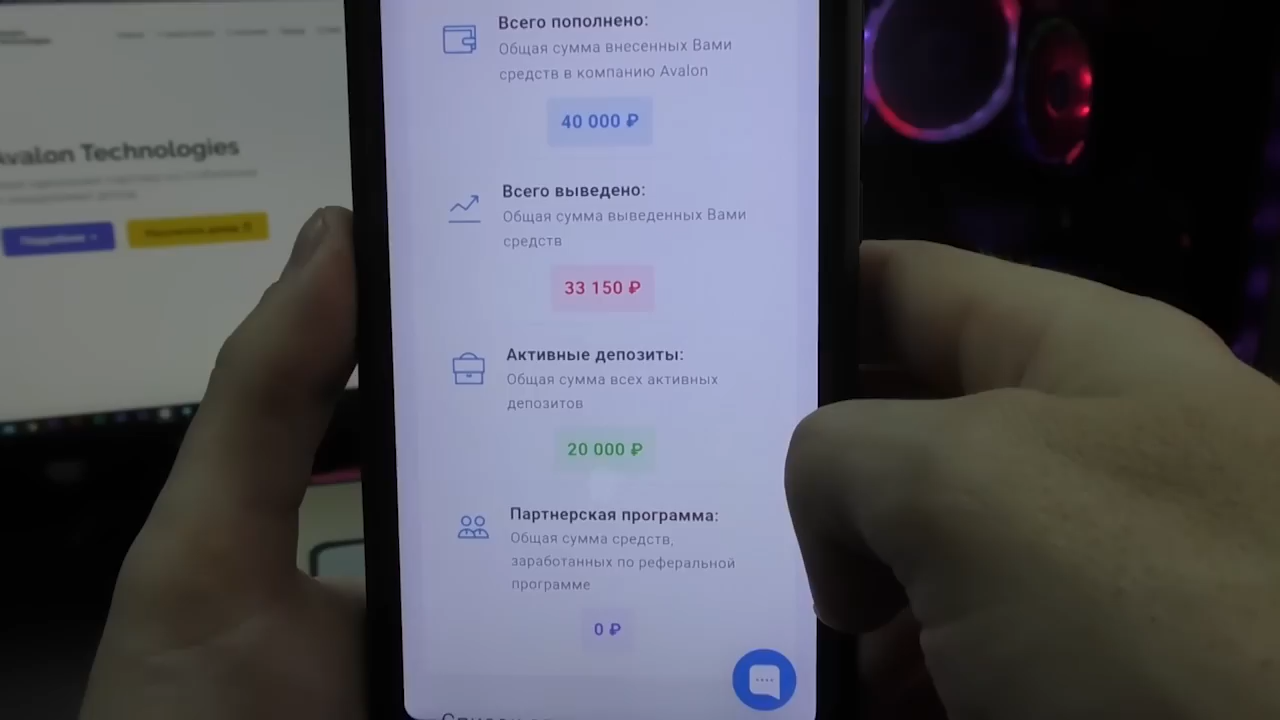 Всего пополнено:
Общая сумма внесенных Вами
средств в компанию Avalon
40 000 ₽
Всего выведено:
Общая сумма выведенных Вами
средств
33 150 ₽
Активные депозиты:
Общая сумма всех активных
депозитов
20 000 ₽
Партнерская программа:
Общая сумма средств,
заработанных по реферальной
программе
0 ₽
Avalon Technologies
Подробнее